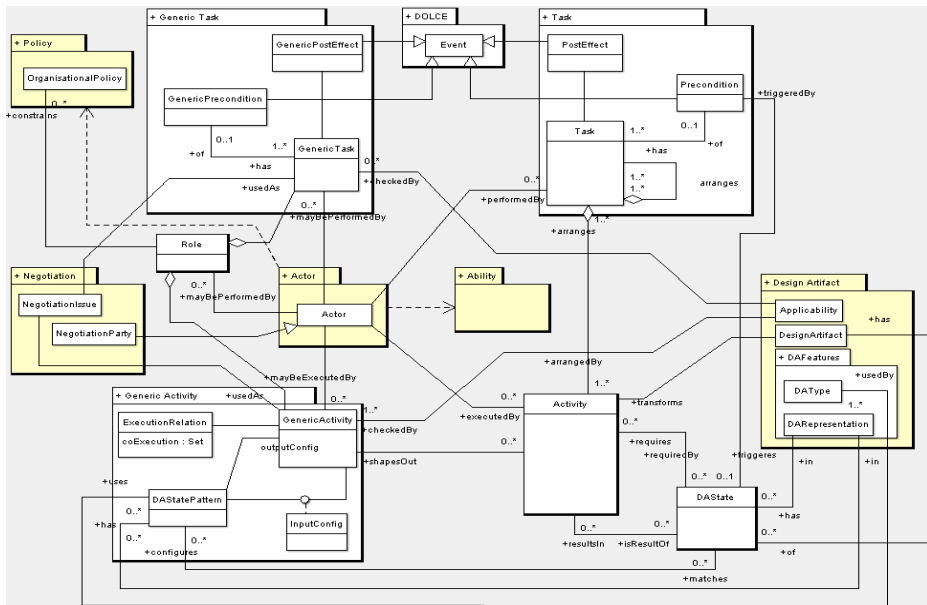 + Generic Task
+ DOLCE
+ Task
GenericPostEffect
Event
PostEffect
+ Policy
OrganisationalPolicy
0..*
+constrains
GenericPrecondition
Precondition
+triggeredBy
0..1
+of
1..*
+has
GenericTask
0..*
+checkedBy
+usedAs
Task
1..*
0..1
+has
+of
1..*
1..*
arranges
0..*
+performedBy
0..*
+mayBePerformedBy
1..*
+arranges
Role
0..*
+mayBePerformedBy
+ Negotiation
NegotiationIssue
NegotiationParty
+ Actor
Actor
+ Ability
+ Design Artifact
Applicability
+has
DesignArtifact
+ DAFeatures
+usedBy
DAType
1..*
DARepresentation
+in
+in
+mayBeExecutedBy
+arrangedBy
+ Generic Activity
+usedAs
0..*
1..*
1..*
+transforms
ExecutionRelation
coExecution : Set
GenericActivity
+checkedBy
0..*
+executedBy
Activity
outputConfig
0..*
+shapesOut
0..*
+requires
+requiredBy
+triggeres
+uses
DAStatePattern
0..*
+has
0..*
+configures
0..*
InputConfig
0..*
0..1
DAState
0..*
+has
0..*
+resultsIn
0..*
+isResultOf
0..*
+of
0..*
+matches